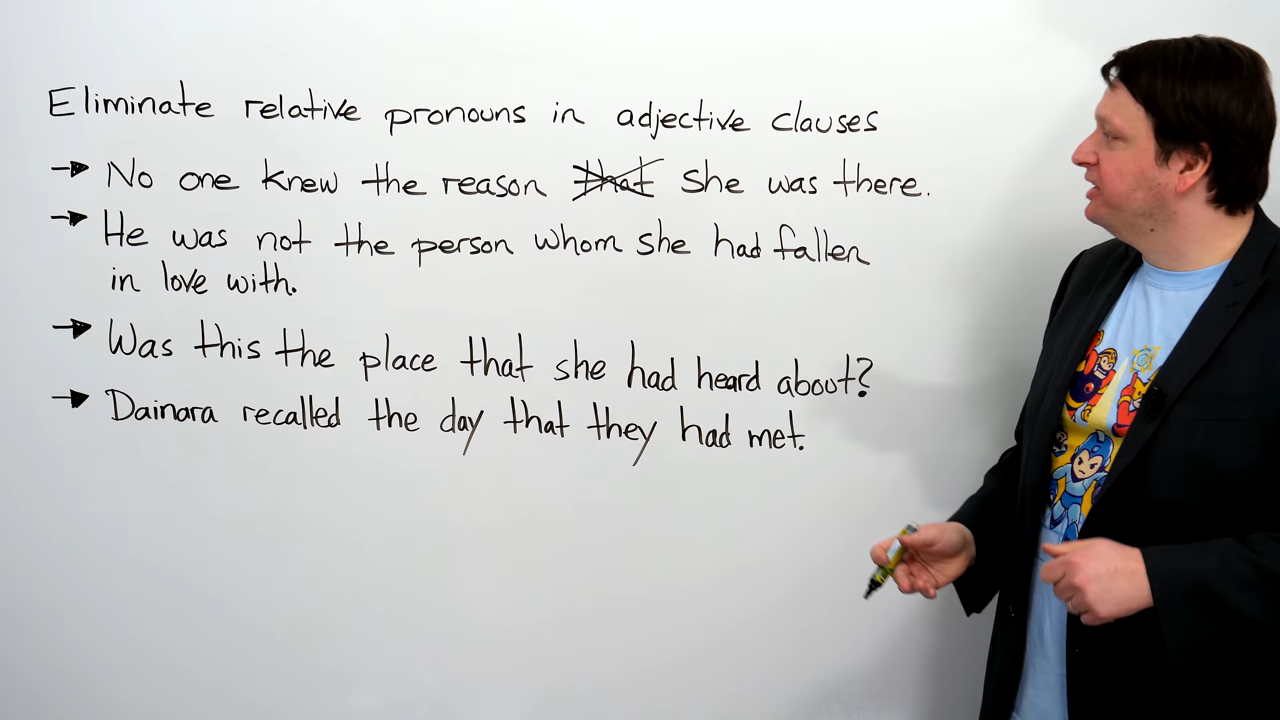 Eliminate relative pronouns in adjective clauses
→ No one knew the reason that she was there.
→ He was not the person whom she had fallen
in love with.
→ Was this the place that she had heard about?
→ Dainara recalled the day that they had met.